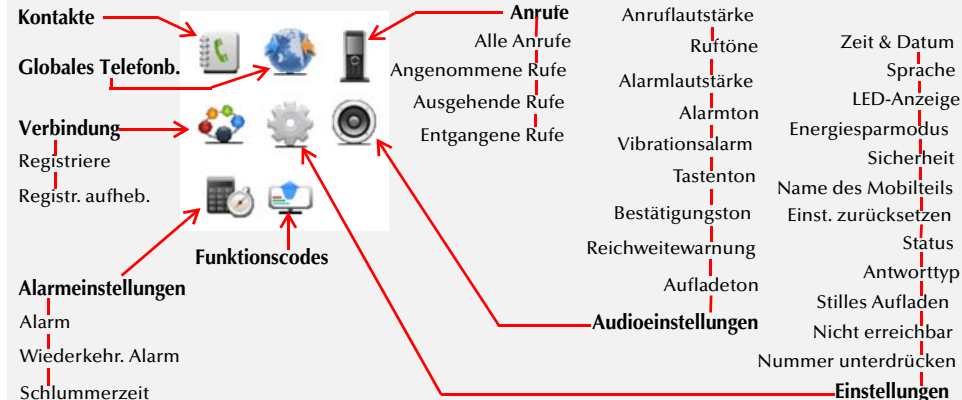 Kontakte
Globales Telefonb.
Verbindung
Registriere
Registr. aufheb.
Funktionscodes
Alarmeinstellungen
Alarm
Wiederkehr. Alarm
Schlummerzeit
Anrufe
Alle Anrufe
Angenommene Rufe
Ausgehende Rufe
Entgangene Rufe
Anruflautstärke
Ruftöne
Alarmlautstärke
Alarmton
Vibrationsalarm
Tastenton
Bestätigungston
Reichweitewarnung
Aufladeton
Audioeinstellungen
Zeit & Datum
Sprache
LED-Anzeige
Energiesparmodus
Sicherheit
Name des Mobilteils
Einst. zurücksetzen
Status
Antworttyp
Stilles Aufladen
Nicht erreichbar
Nummer unterdrücken
Einstellungen